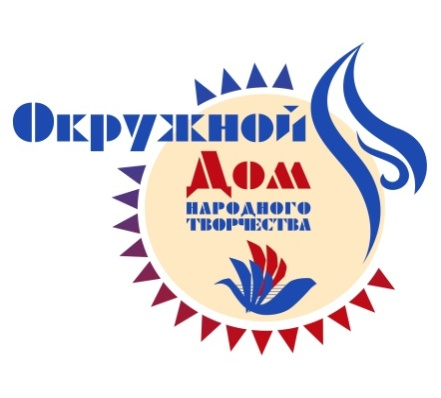 Окружной
Дом
народного
творчества